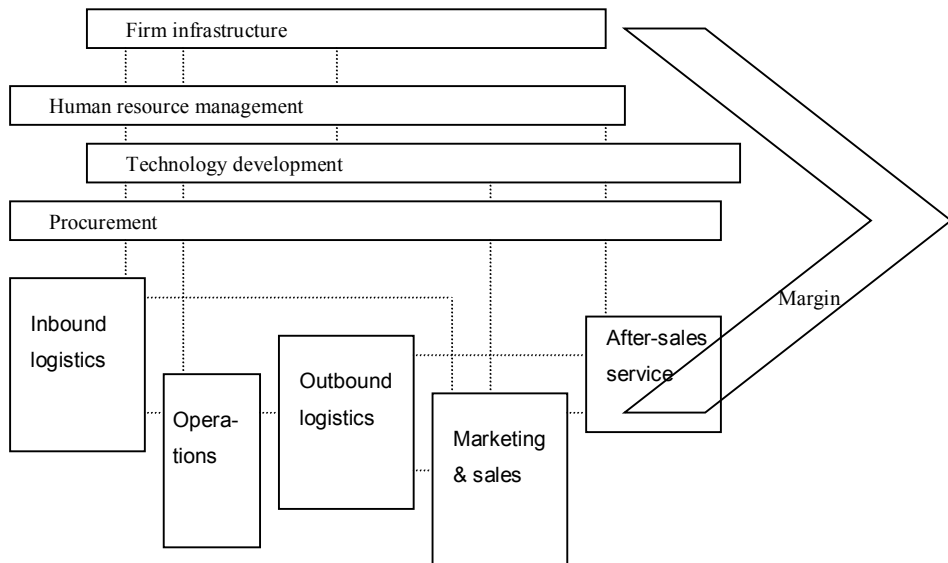 Firm infrastructure
Human resource management
Technology development
Procurement
Inbound
logistics
Opera-
tions
Outbound
logistics
Marketing
& sales
After-sales
service
Margin